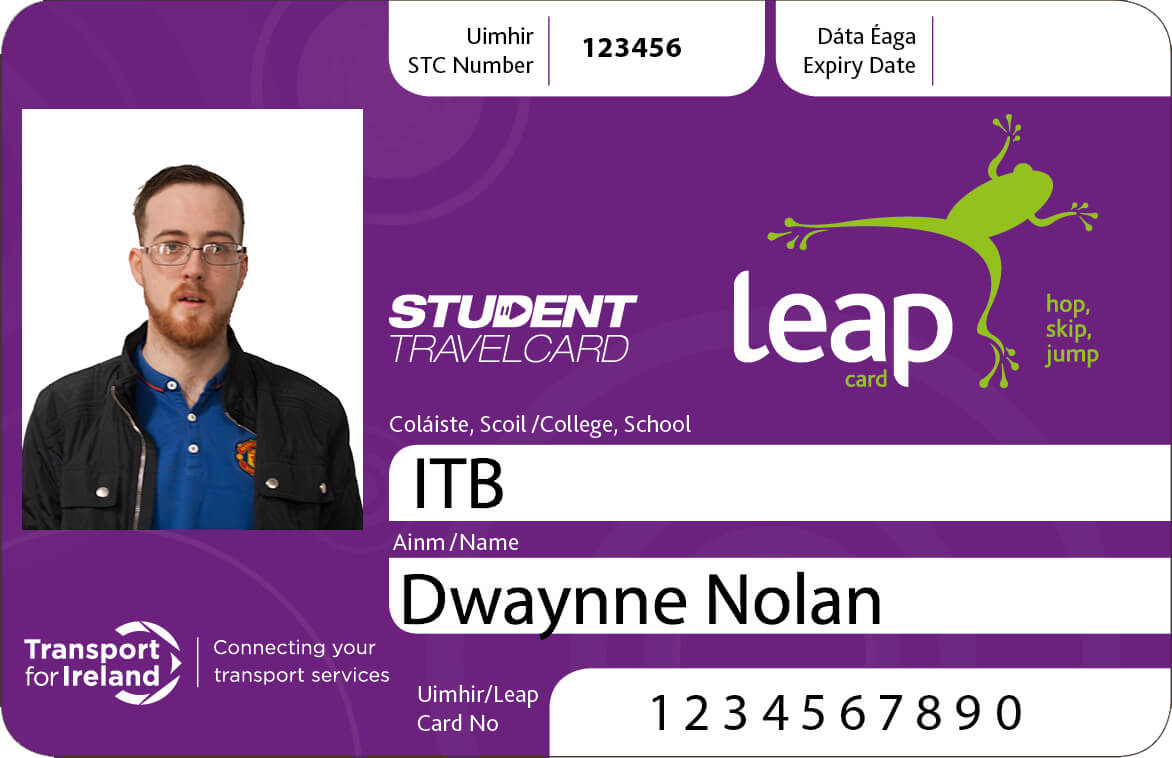 Uimhir
STC Number
123456
Dáta Éaga
Expiry Date
STUDENT
TRAVELCARD
leap
card
hop,
skip,
jump
Coláiste, Scoil/College, School
ITB
Ainm/Name
Dwaynne Nolan
Transport
for Ireland
Connecting your
transport services
Uimhir/Leap
Card No
1234567890